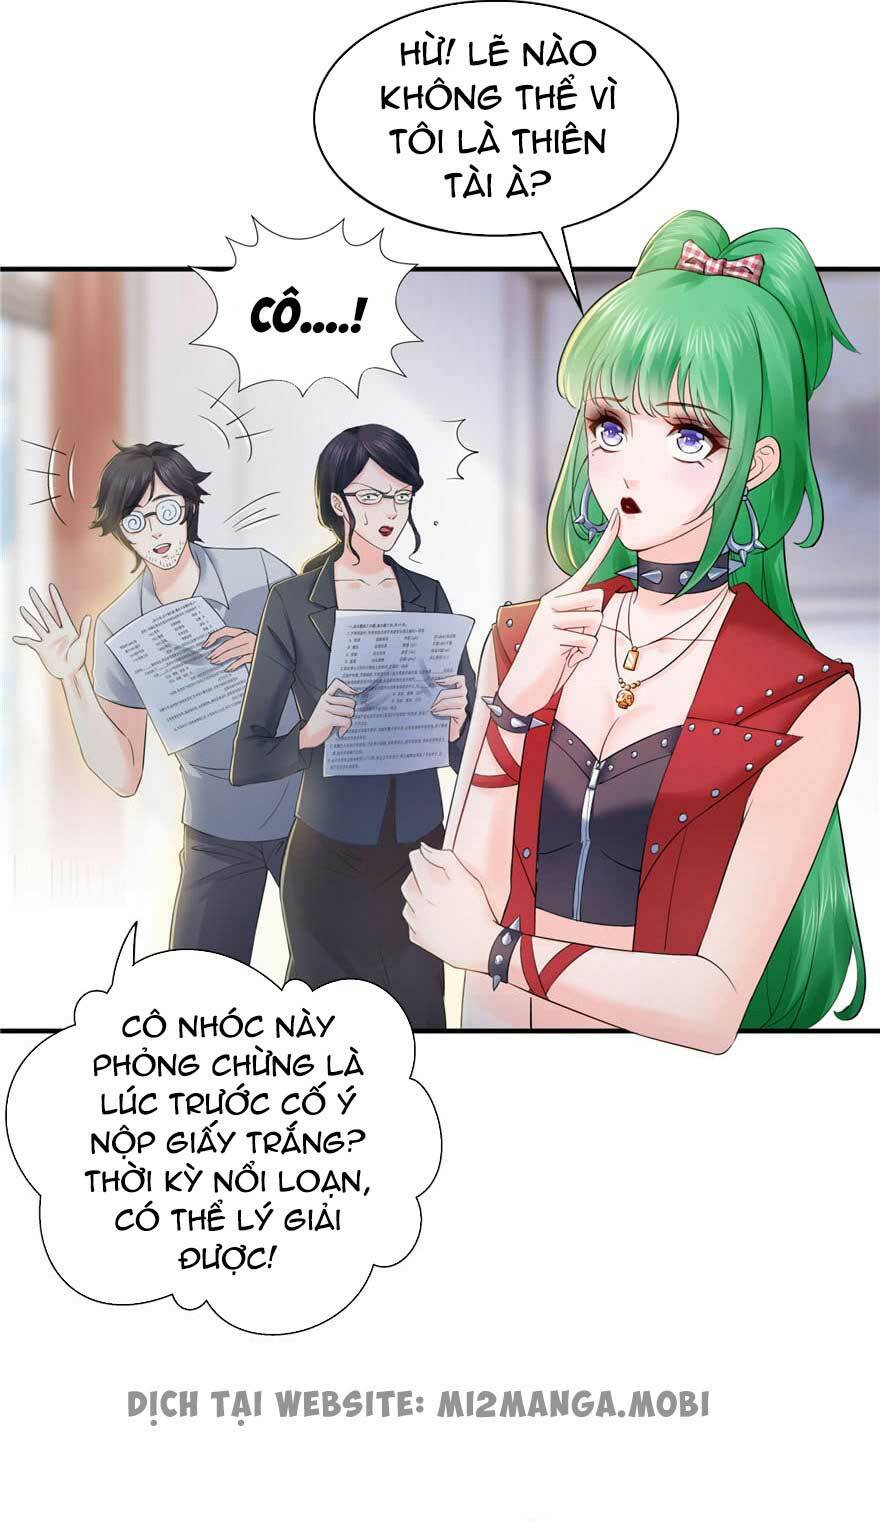 HỪ! LẼ NÀO
KHÔNG THỂ VÌ
TÔI LÀ THIÊN
TÀI À?
CÔ....!
CÔ NHÓC NÀY
PHỎNG CHỪNG LÀ
LÚC TRƯỚC CỐ Ý
NỘP GIẤY TRẮNG?
THỜI KỲ NỔI LOẠN,
CÓ THỂ LÝ GIẢI
ĐƯỢC!
DỊCH TẠI WEBSITE: MI2MANGA.MOBI